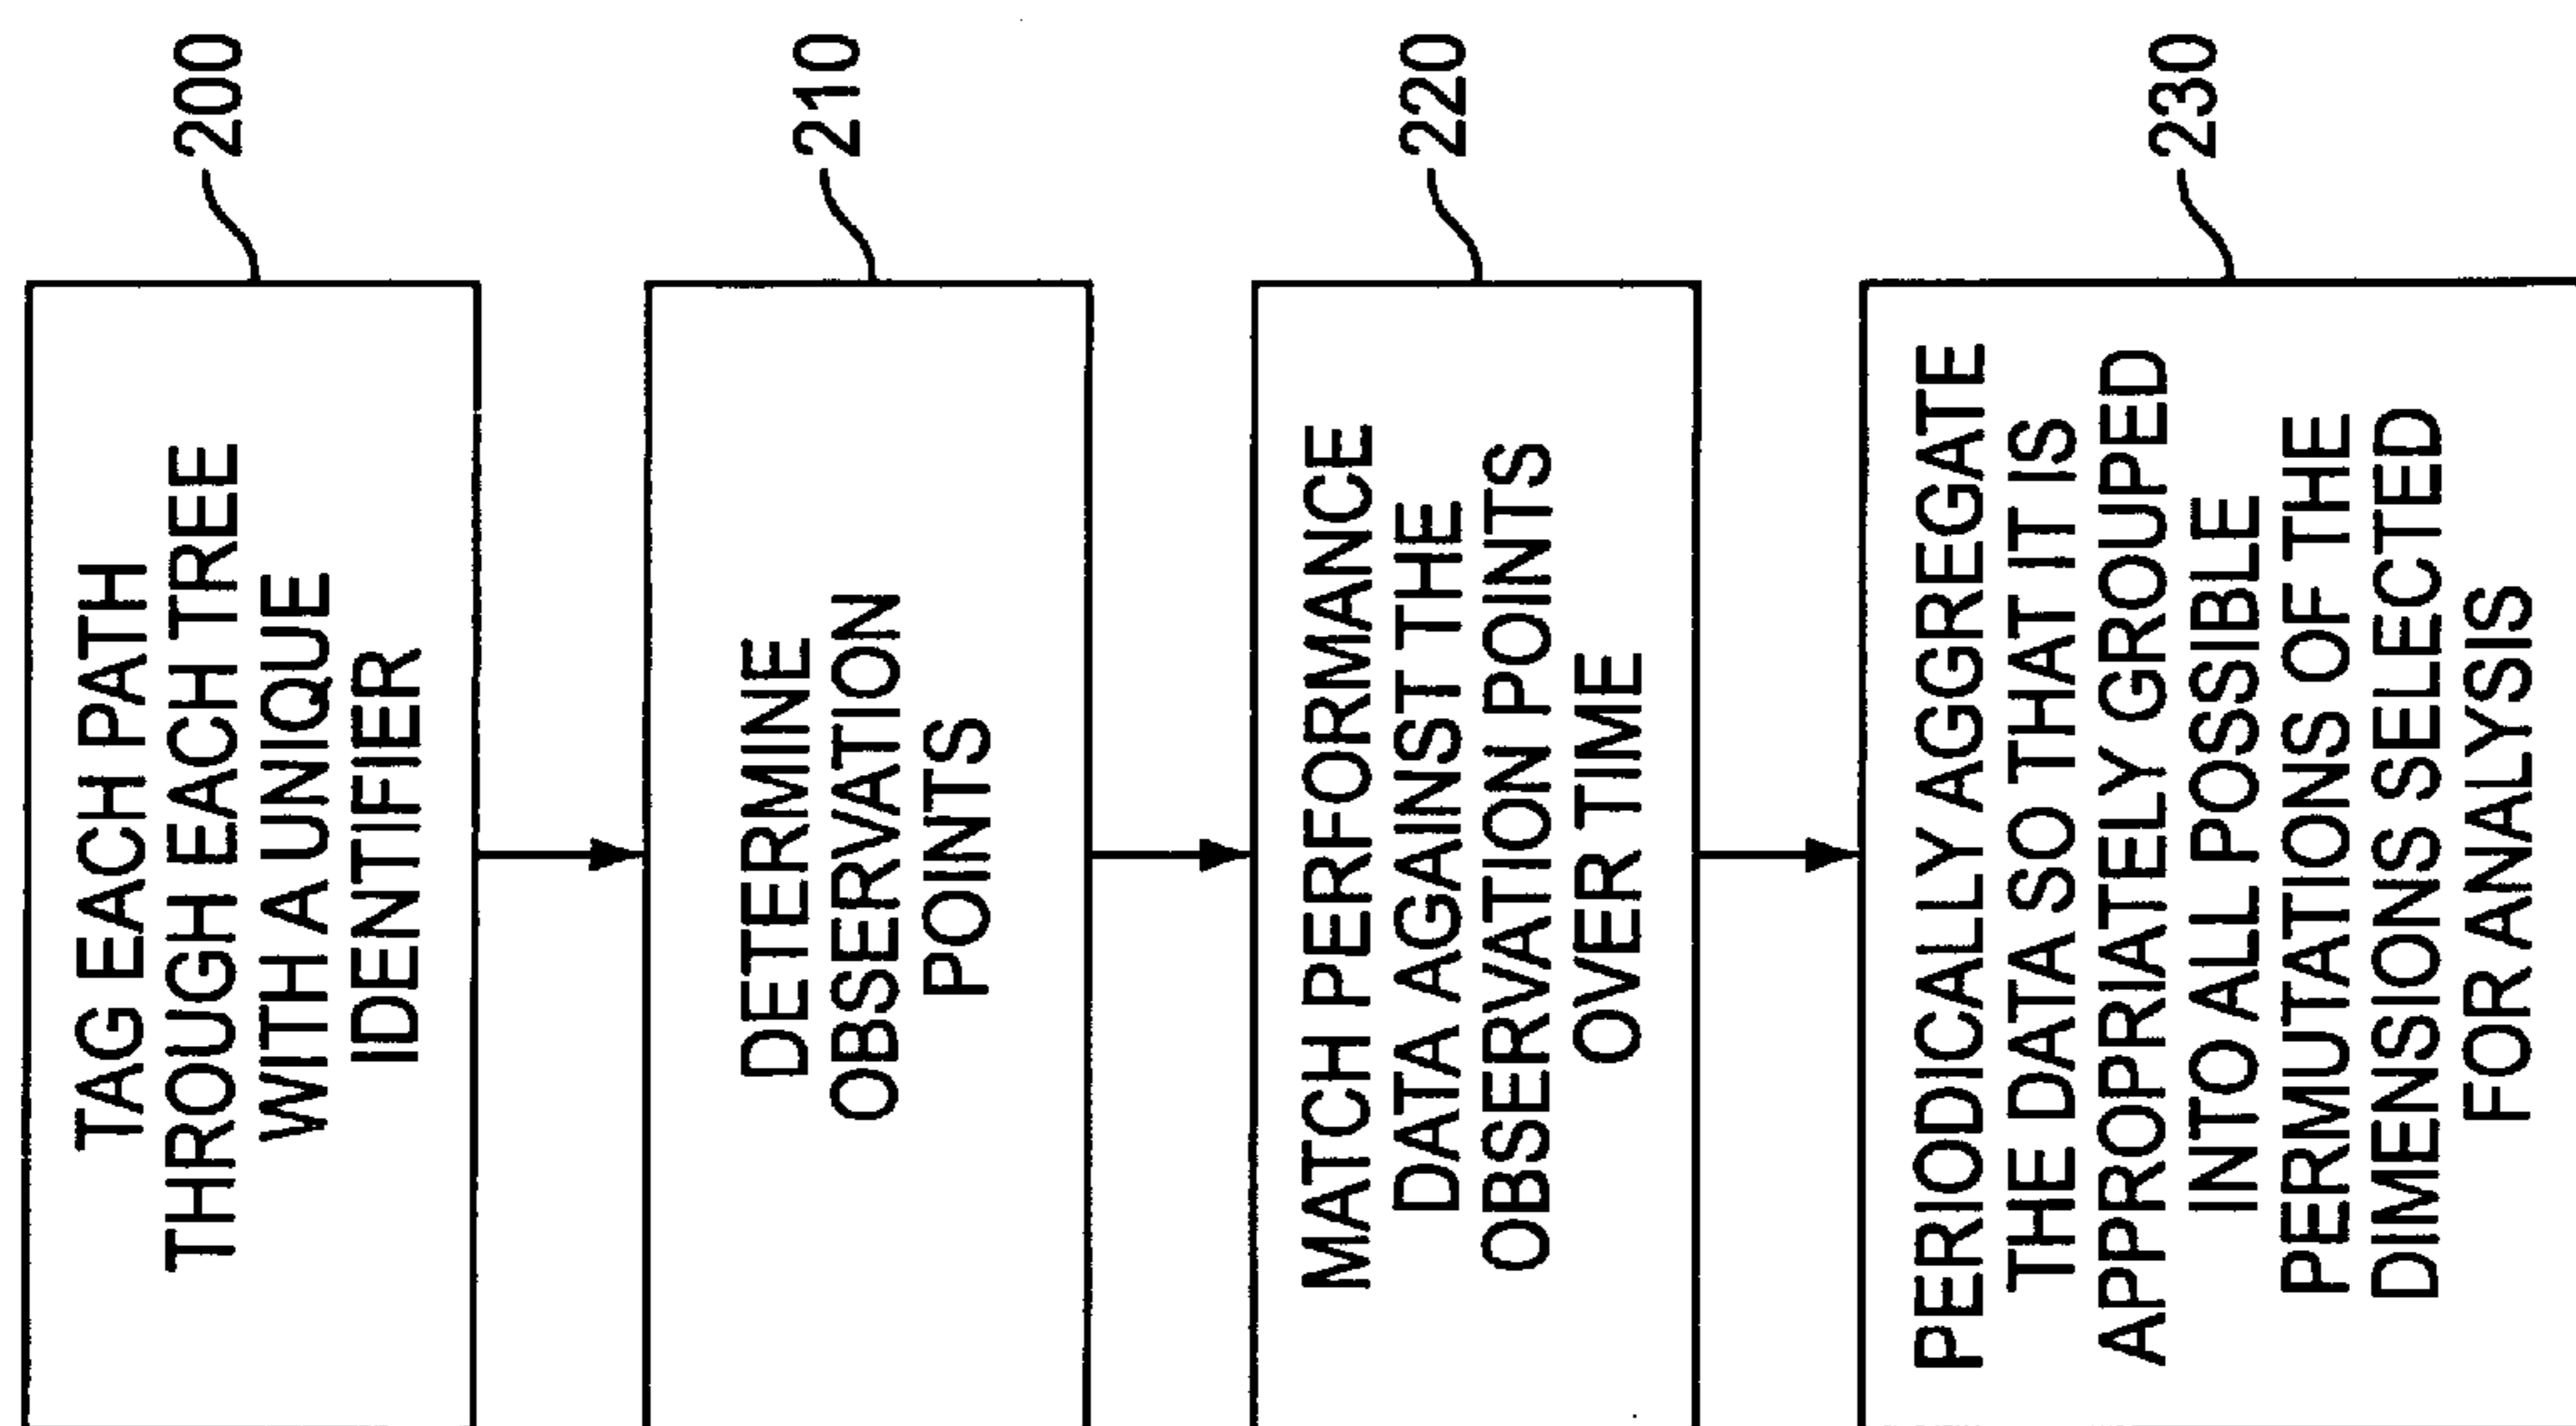 TAG EACH PATH
THROUGH EACH TREE
WITH A UNIQUE
IDENTIFIER
200
DETERMINE
OBSERVATION
POINTS
210
MATCH PERFORMANCE
DATA AGAINST THE
OBSERVATION POINTS
OVER TIME
220
PERIODICALLY AGGREGATE
THE DATA SO THAT IT IS
APPROPRIATELY GROUPED
INTO ALL POSSIBLE
PERMUTATIONS OF THE
DIMENSIONS SELECTED
FOR ANALYSIS
230